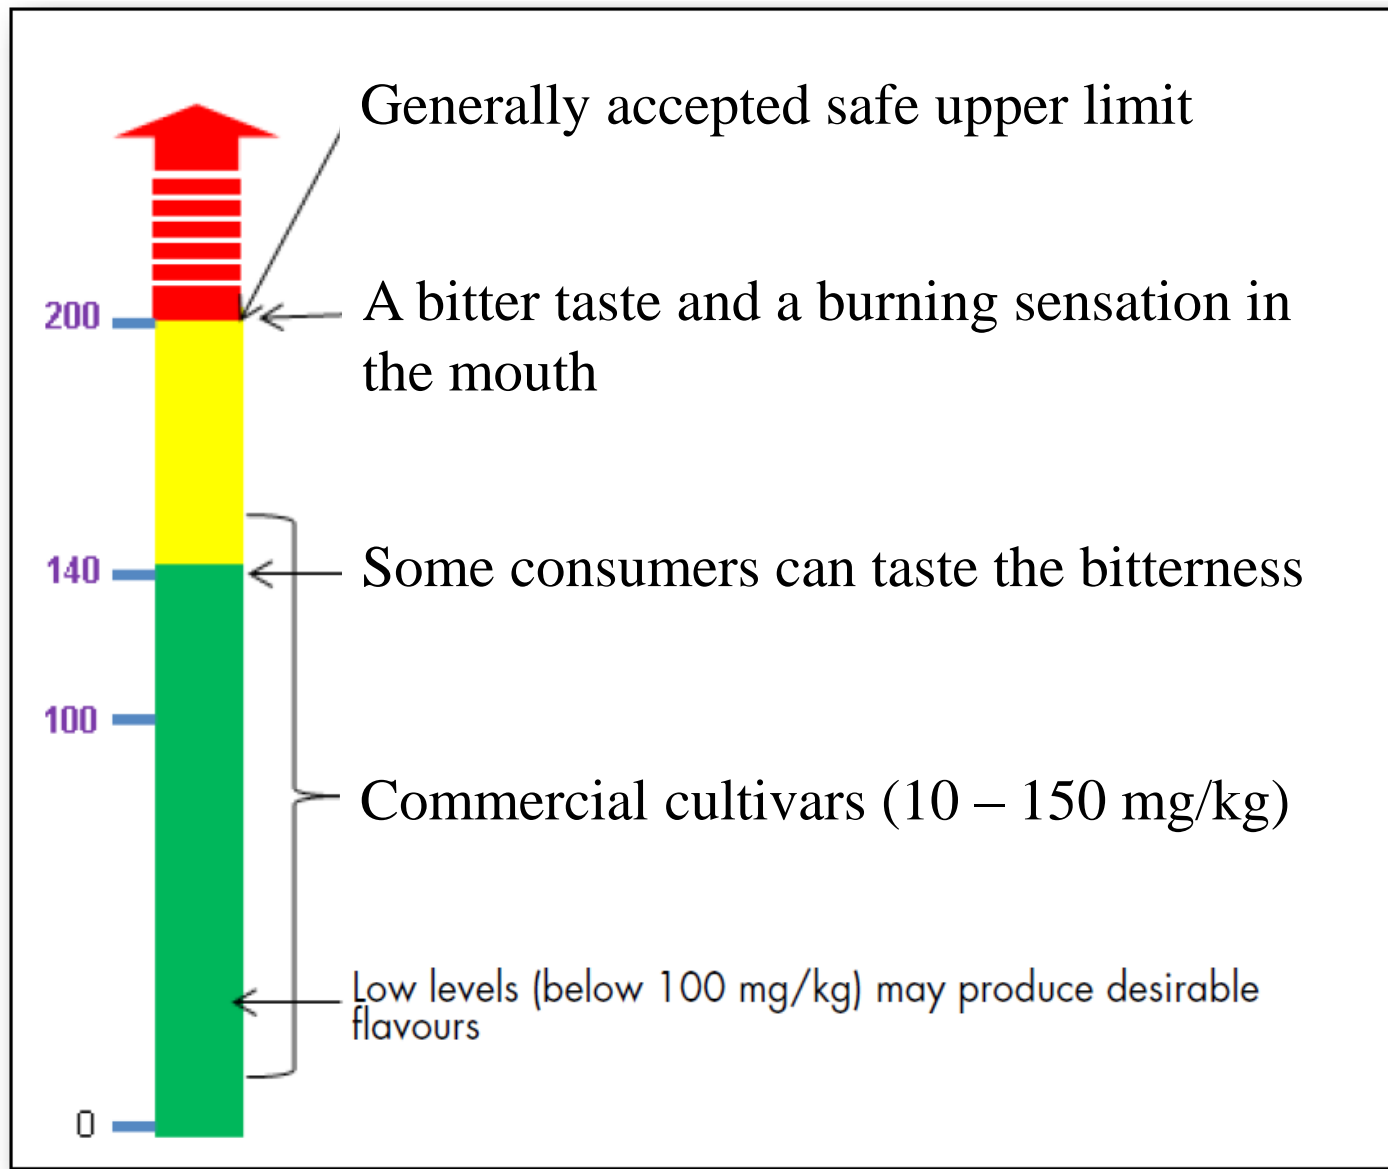 Generally accepted safe upper limit
200
A bitter taste and a burning sensation in
the mouth
140
Some consumers can taste the bitterness
100
Commercial cultivars (10 – 150 mg/kg)
Low levels (below 100 mg/kg) may produce desirable
flavours
0